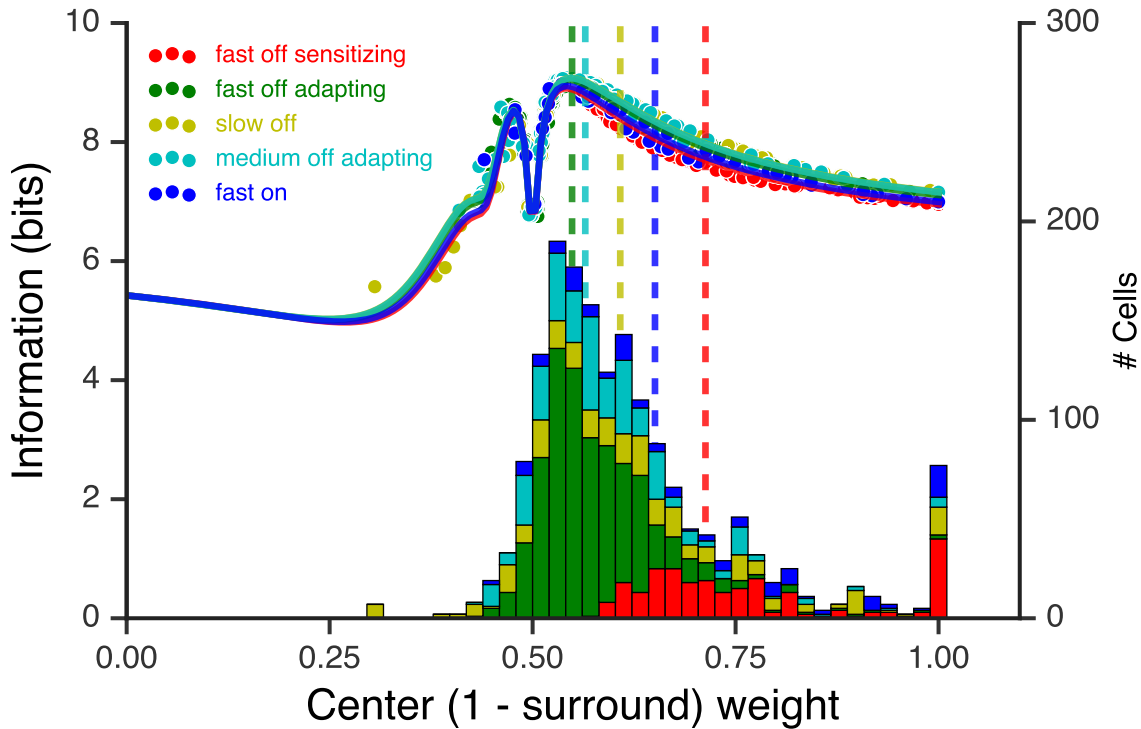 10
8
6
4
2
0
Information (bits)
fast off sensitizing
fast off adapting
slow off
medium off adapting
fast on
300
200
100
0
# Cells
0.00 0.25 0.50 0.75 1.00
Center (1 - surround) weight